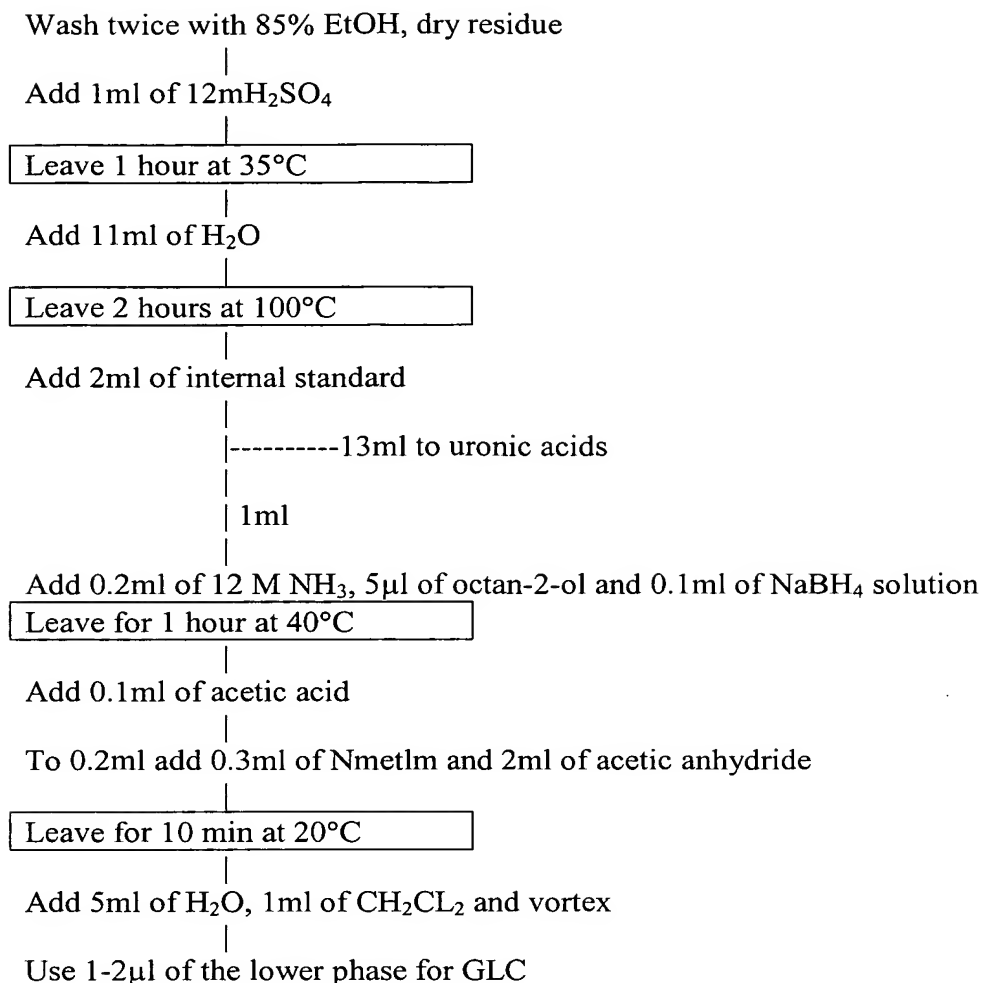 Wash twice with 85% EtOH, dry residue
Add 1ml of 12mH₂SO₄
Leave 1 hour at 35°C
Add 11ml of H₂O
Leave 2 hours at 100°C
Add 2ml of internal standard
----------13ml to uronic acids
1ml
Add 0.2ml of 12 M NH₃, 5µl of octan-2-ol and 0.1ml of NaBH₄ solution
Leave for 1 hour at 40°C
Add 0.1ml of acetic acid
To 0.2ml add 0.3ml of Nmetlm and 2ml of acetic anhydride
Leave for 10 min at 20°C
Add 5ml of H₂O, 1ml of CH₂CL₂ and vortex
Use 1-2µl of the lower phase for GLC